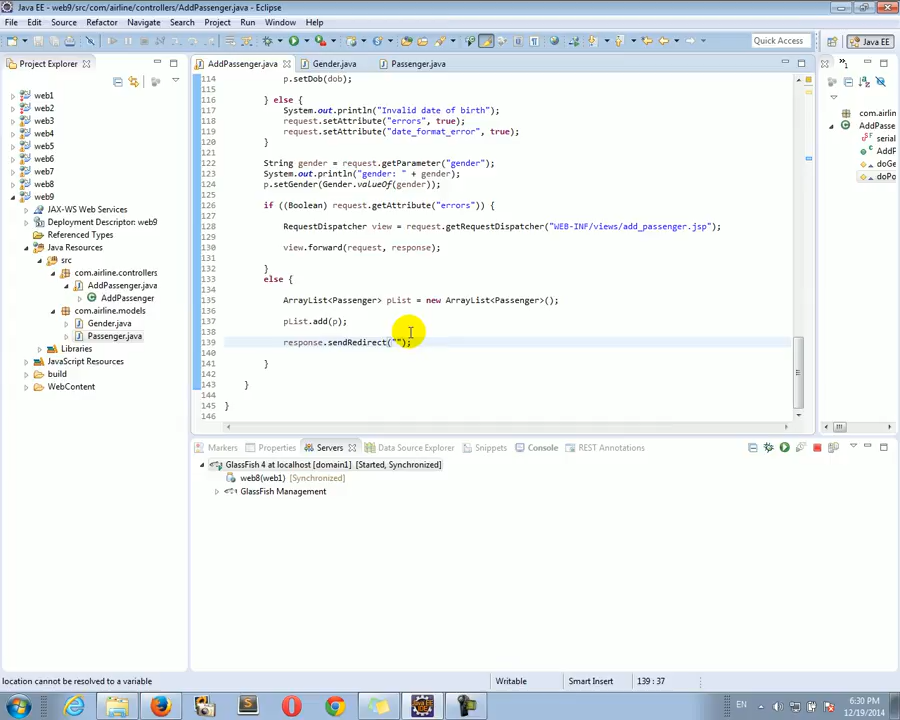 Java EE - web9/src/com/airline/controllers/AddPassenger.java - Eclipse
File Edit Source Refactor Navigate Search Project Run Window Help
Quick Access
Java EE
Project Explorer
AddPassenger.java
Gender.java
Passenger.java
web1
web2
web3
web4
web5
web6
web7
web8
web9
JAX-WS Web Services
Deployment Descriptor: web9
Referenced Types
Java Resources
src
com.airline.controllers
AddPassenger.java
AddPassenger
com.airline.models
Gender.java
Passenger.java
Libraries
JavaScript Resources
build
WebContent
114 p.setDob(dob);
115
116 } else {
117 System.out.println("Invalid date of birth");
118 request.setAttribute("errors", true);
119 request.setAttribute("date_format_error", true);
120 }
121
122 String gender = request.getParameter("gender");
123 System.out.println("gender: " + gender);
124 p.setGender(Gender.valueOf(gender));
125
126 if ((Boolean) request.getAttribute("errors")) {
127
128 RequestDispatcher view = request.getRequestDispatcher("WEB-INF/views/add_passenger.jsp");
129
130 view.forward(request, response);
131
132 }
133 else {
134
135 ArrayList<Passenger> pList = new ArrayList<Passenger>();
136
137 pList.add(p);
138
139 response.sendRedirect("");
140
141 }
142
143 }
144
145 }
146
com.airlin
AddPasse
serial
AddF
doGe
doPo
Markers
Properties
Servers
Data Source Explorer
Snippets
Console
REST Annotations
GlassFish 4 at localhost [domain1] [Started, Synchronized]
web8(web1) [Synchronized]
GlassFish Management
location cannot be resolved to a variable
Writable
Smart Insert
139 : 37
EN
6:30 PM
12/19/2014